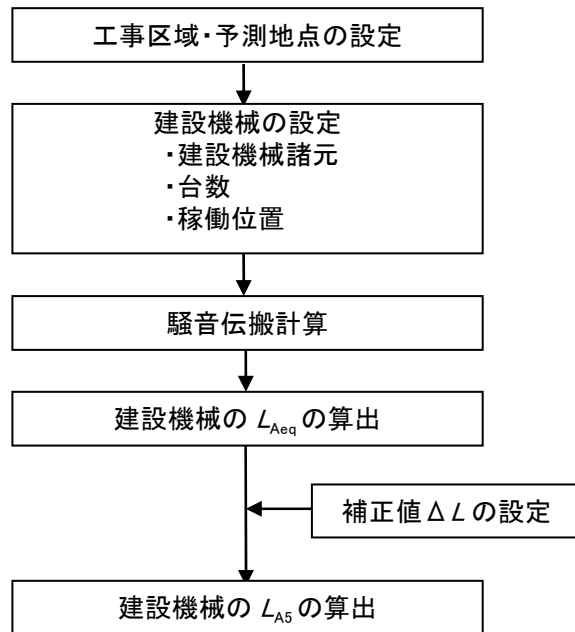 工事区域・予測地点の設定
建設機械の設定
・建設機械諸元
・台数
・稼働位置
騒音伝搬計算
建設機械の LAeq の算出
補正値 Δ L の設定
建設機械の LA5 の算出